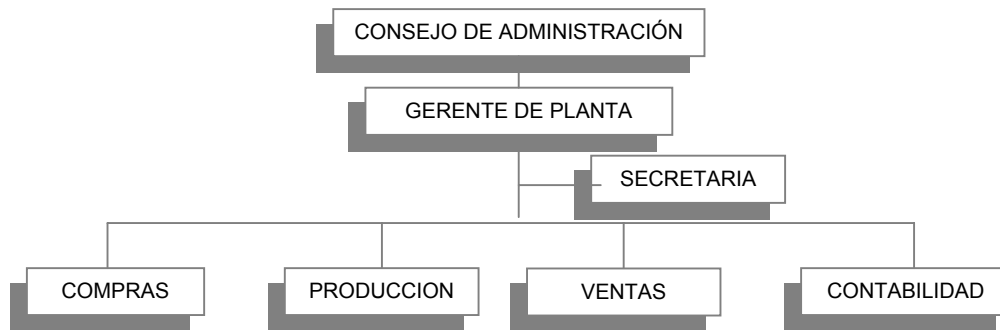 CONSEJO DE ADMINISTRACIÓN
GERENTE DE PLANTA
SECRETARIA
COMPRAS
PRODUCCION
VENTAS
CONTABILIDAD